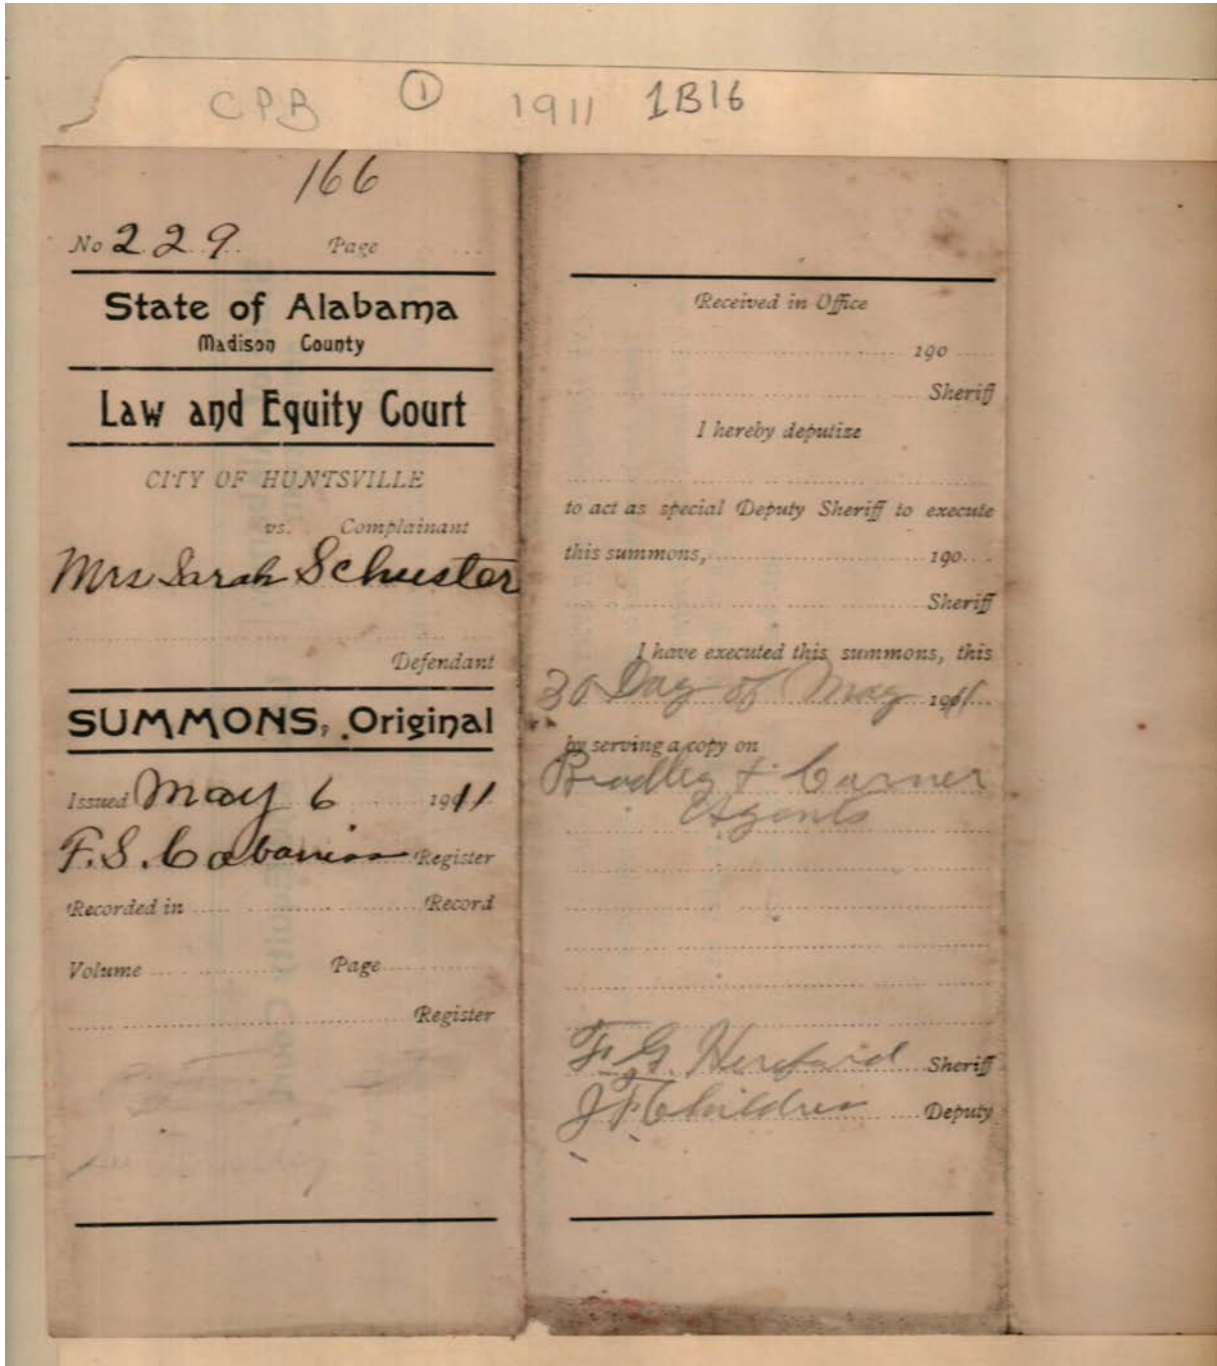 CPB 1 1911 1B16
166
No 229. Page
State of Alabama
Madison County
Law and Equity Court
CITY OF HUNTSVILLE
vs. Complainant
Mrs Sarah Schuster
Defendant
SUMMONS, Original
Issued May 6 1911
F. S. Cabaniss Register
Recorded in Record
Volume Page
Register
Received in Office
190
Sheriff
I hereby deputize
to act as special Deputy Sheriff to execute
this summons, 190
Sheriff
I have executed this summons, this
30 Day of May 1911
by serving a copy on
Bradley & Carner
Agents
F. G. Hereford Sheriff
J F Childress Deputy